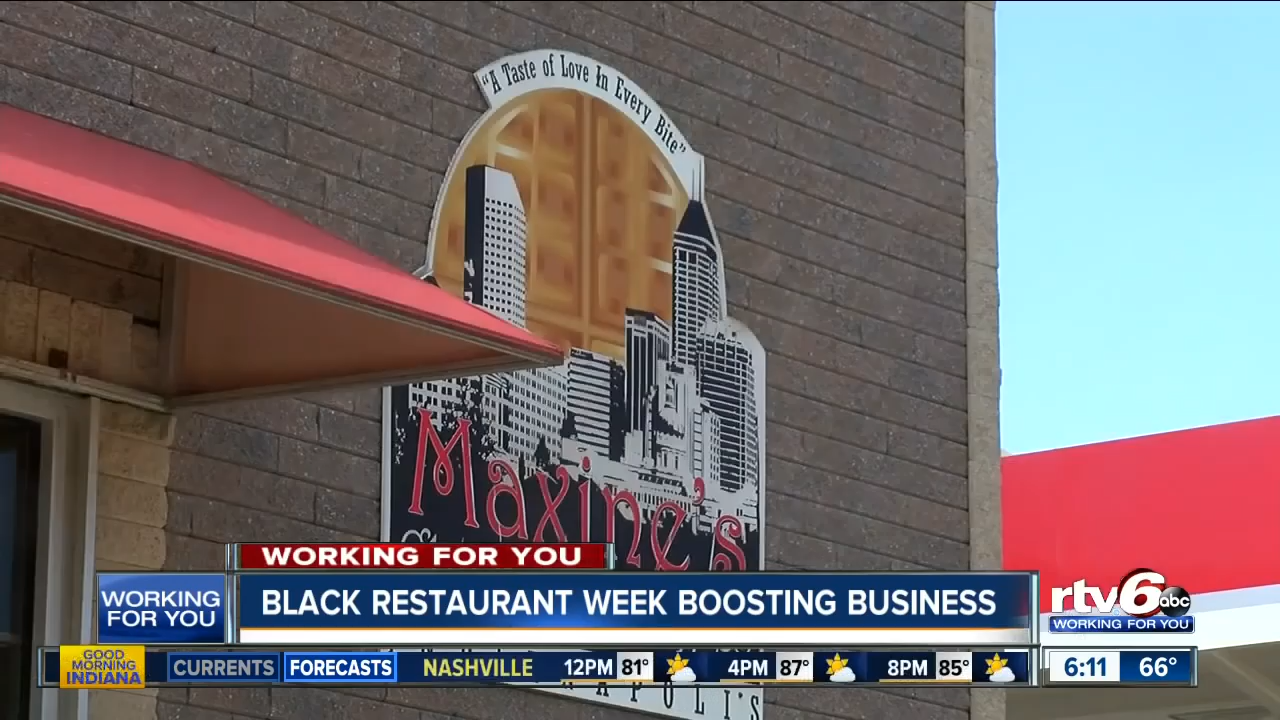 "A Taste of Love In Every Bite"
Maxine's
WORKING FOR YOU
WORKING
FOR YOU
BLACK RESTAURANT WEEK BOOSTING BUSINESS
rtv6 abc
WORKING FOR YOU
GOOD
MORNING
INDIANA
CURRENTS
FORECASTS
NASHVILLE
12PM 81°
4PM 87°
8PM 85°
6:11
66°